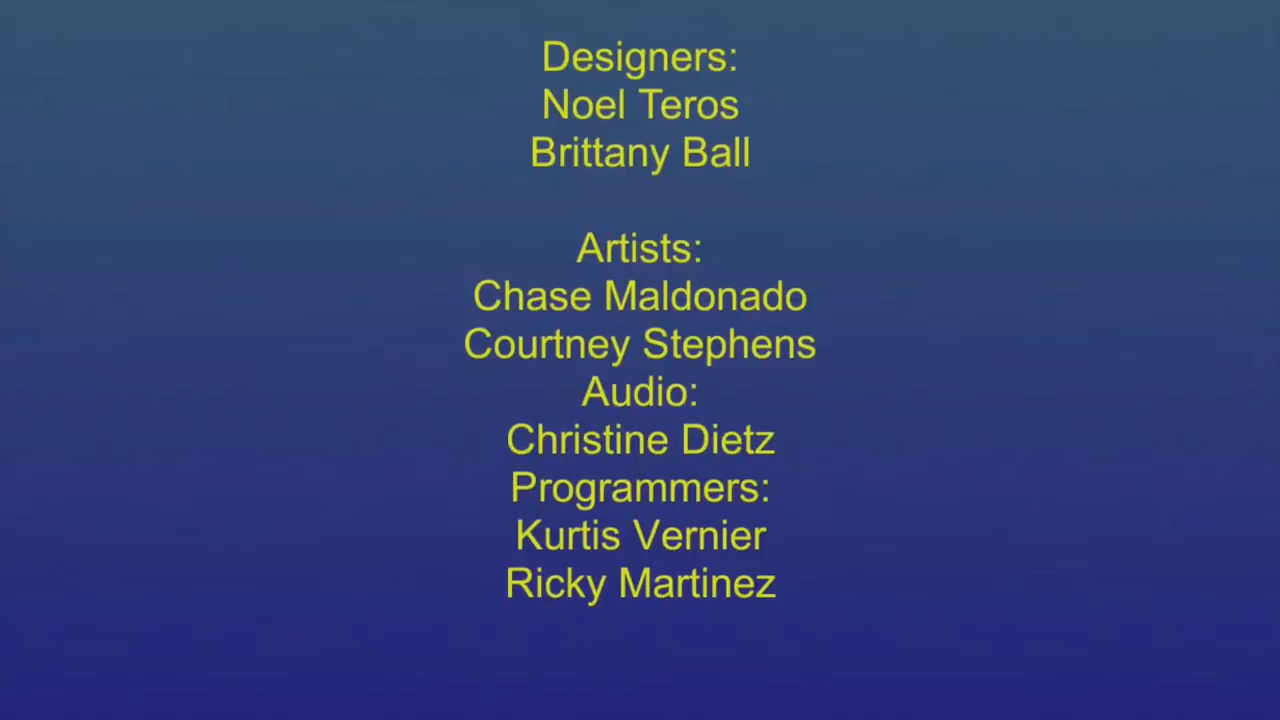 Designers:
Noel Teros
Brittany Ball
Artists:
Chase Maldonado
Courtney Stephens
Audio:
Christine Dietz
Programmers:
Kurtis Vernier
Ricky Martinez